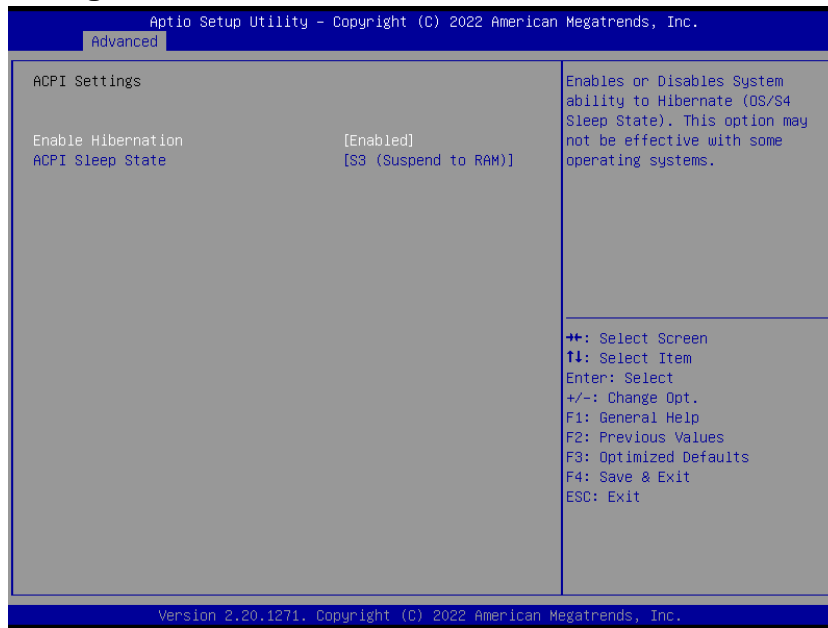 Aptio Setup Utility – Copyright (C) 2022 American Megatrends, Inc.
Advanced
ACPI Settings
Enable Hibernation [Enabled]
ACPI Sleep State [S3 (Suspend to RAM)]
Enables or Disables System
ability to Hibernate (OS/S4
Sleep State). This option may
not be effective with some
operating systems.
→←: Select Screen
↑↓: Select Item
Enter: Select
+/-: Change Opt.
F1: General Help
F2: Previous Values
F3: Optimized Defaults
F4: Save & Exit
ESC: Exit
Version 2.20.1271. Copyright (C) 2022 American Megatrends, Inc.